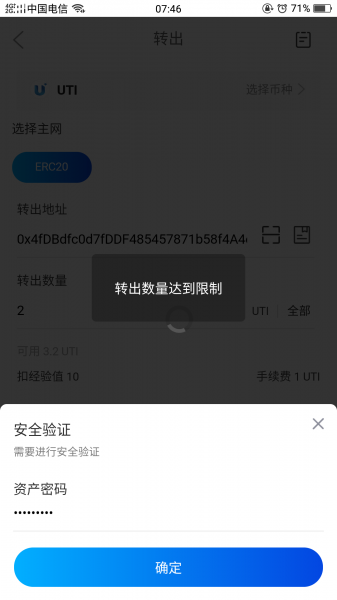 中国电信
07:46
71%
转出
UTI
选择币种
选择主网
ERC20
转出地址
0x4fDBdfc0d7fDDF485457871b58f4A4
转出数量
转出数量达到限制
2
UTI
全部
可用 3.2 UTI
扣经验值 10
手续费 1 UTI
安全验证
需要进行安全验证
资产密码
•••••••••
确定